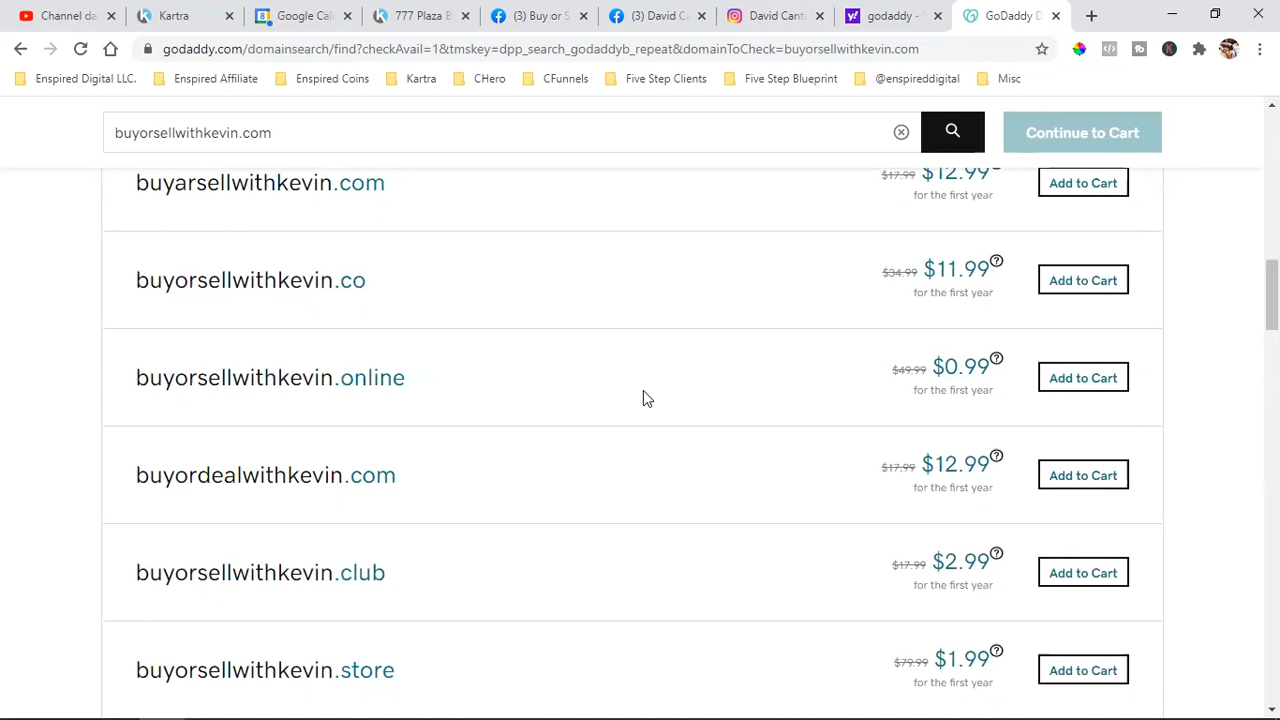 Channel da
Kartra
Google Cal
777 Plaza B
(3) Buy or S
(3) David C
David Cant
godaddy -
GoDaddy D
godaddy.com/domainsearch/find?checkAvail=1&tmskey=dpp_search_godaddyb_repeat&domainToCheck=buyorsellwithkevin.com
Enspired Digital LLC. Enspired Affiliate Enspired Coins Kartra CHero CFunnels Five Step Clients Five Step Blueprint @enspireddigital Misc
buyorsellwithkevin.com Continue to Cart
buyarsellwithkevin.com $17.99 $12.99 Add to Cart
for the first year
buyorsellwithkevin.co $34.99 $11.99 Add to Cart
for the first year
buyorsellwithkevin.online $49.99 $0.99 Add to Cart
for the first year
buyordealwithkevin.com $17.99 $12.99 Add to Cart
for the first year
buyorsellwithkevin.club $17.99 $2.99 Add to Cart
for the first year
buyorsellwithkevin.store $79.99 $1.99 Add to Cart
for the first year